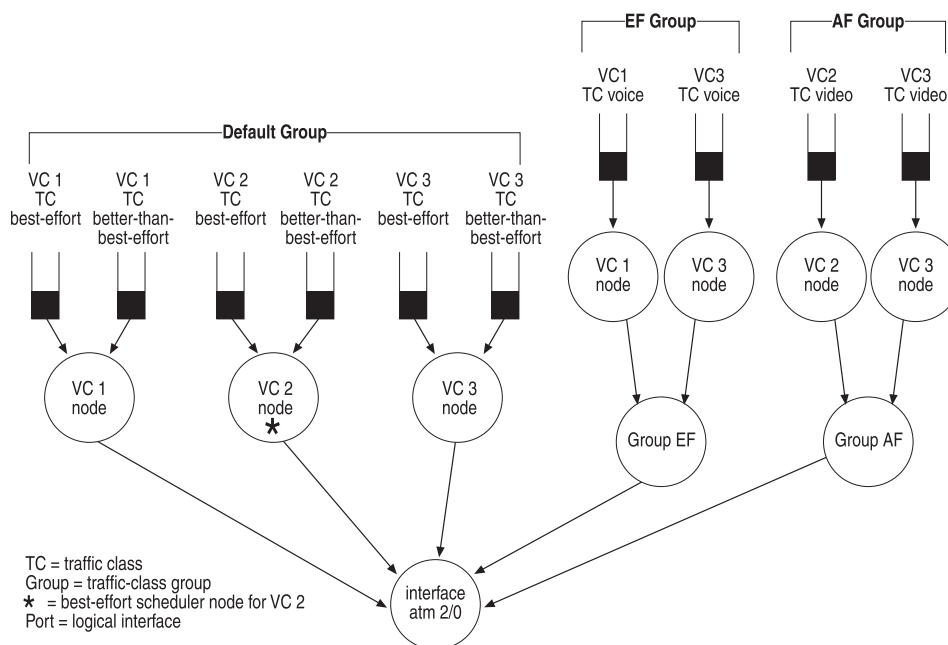 EF Group
AF Group
VC1
TC voice
VC3
TC voice
VC2
TC video
VC3
TC video
Default Group
VC 1
TC
best-effort
VC 1
TC
better-than-
best-effort
VC 2
TC
best-effort
VC 2
TC
better-than-
best-effort
VC 3
TC
best-effort
VC 3
TC
better-than-
best-effort
VC 1
node
VC 3
node
VC 2
node
VC 3
node
VC 1
node
VC 2
node
*
VC 3
node
Group EF
Group AF
interface
atm 2/0
TC = traffic class
Group = traffic-class group
* = best-effort scheduler node for VC 2
Port = logical interface